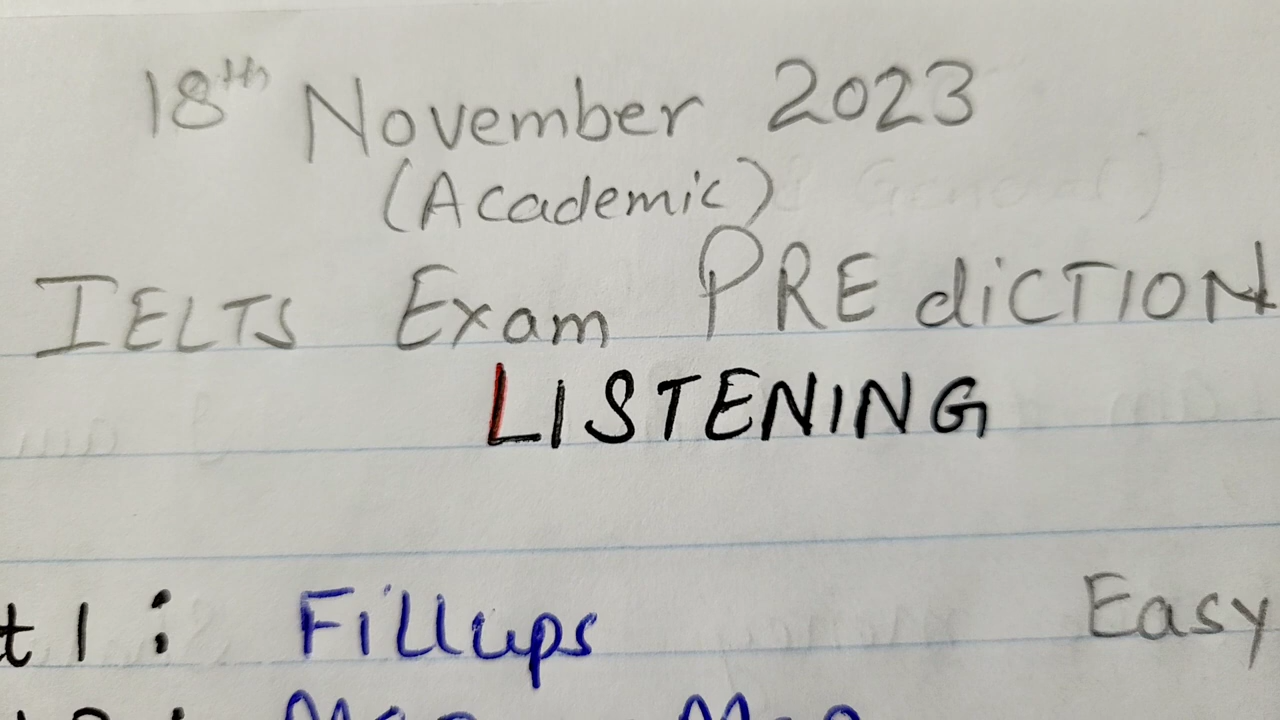 18th November 2023
(Academic)
IELTS Exam PREdiCTION
LISTENING
t 1 : Fillups Easy